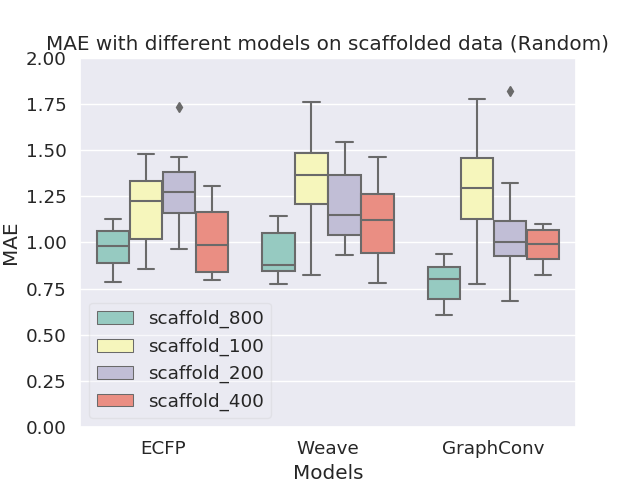 MAE with different models on scaffolded data (Random)
2.00
1.75
1.50
1.25
1.00
0.75
0.50
0.25
0.00
MAE
scaffold_800
scaffold_100
scaffold_200
scaffold_400
ECFP Weave GraphConv
Models